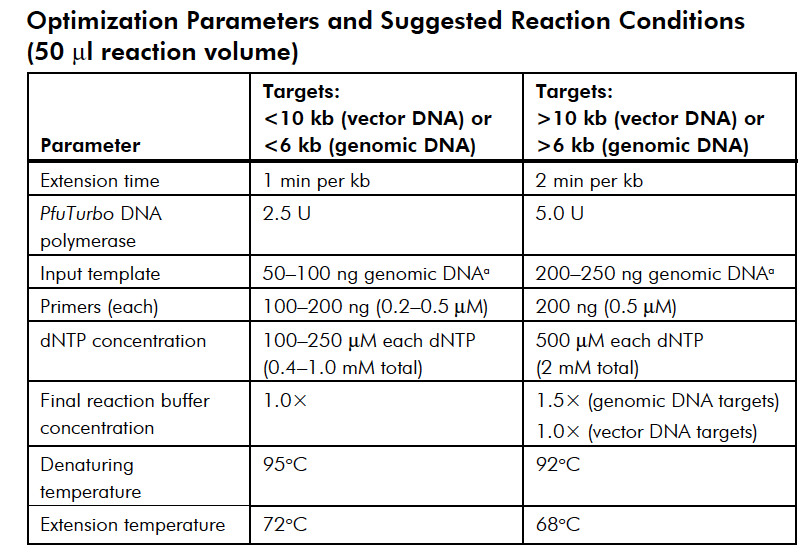 Optimization Parameters and Suggested Reaction Conditions
(50 µl reaction volume)
Parameter
Targets:
<10 kb (vector DNA) or
<6 kb (genomic DNA)
Targets:
>10 kb (vector DNA) or
>6 kb (genomic DNA)
Extension time
1 min per kb
2 min per kb
PfuTurbo DNA
polymerase
2.5 U
5.0 U
Input template
50–100 ng genomic DNAᵃ
200–250 ng genomic DNAᵃ
Primers (each)
100–200 ng (0.2–0.5 µM)
200 ng (0.5 µM)
dNTP concentration
100–250 µM each dNTP
(0.4–1.0 mM total)
500 µM each dNTP
(2 mM total)
Final reaction buffer
concentration
1.0×
1.5× (genomic DNA targets)
1.0× (vector DNA targets)
Denaturing
temperature
95°C
92°C
Extension temperature
72°C
68°C